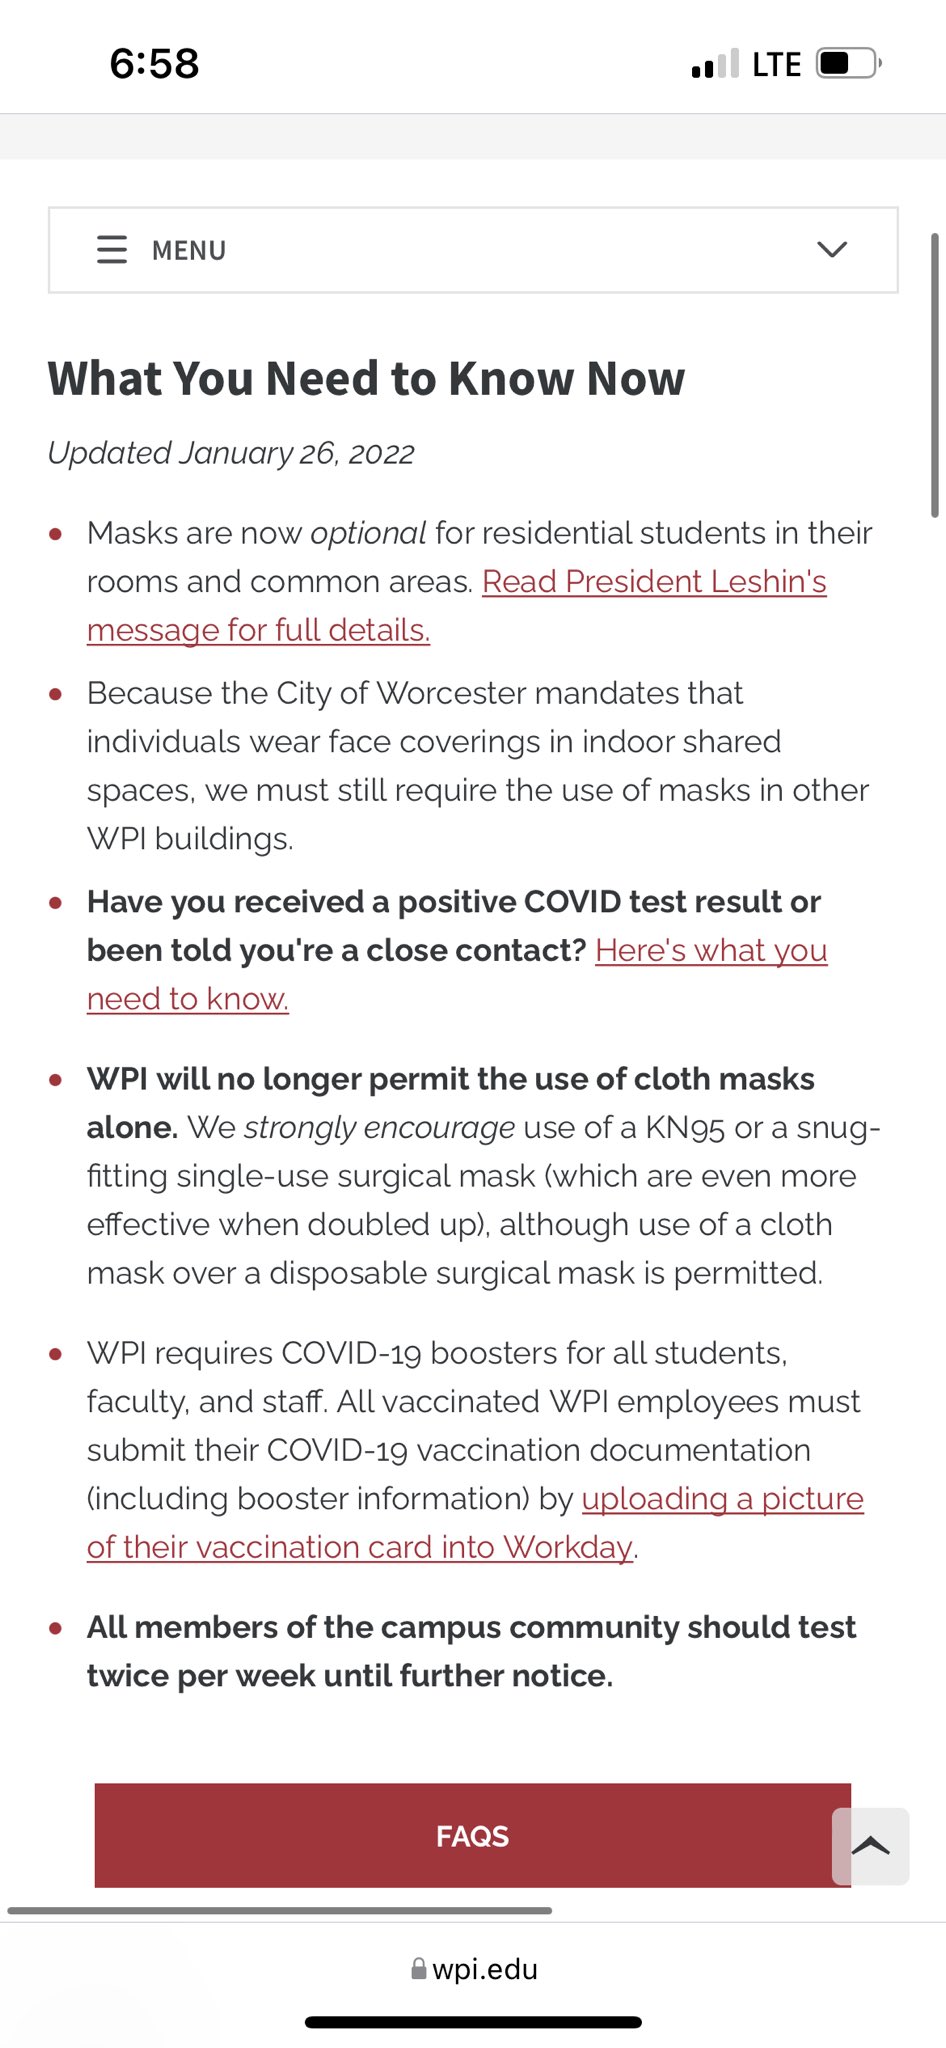 6:58
LTE
MENU
What You Need to Know Now
Updated January 26, 2022
Masks are now optional for residential students in their
rooms and common areas. Read President Leshin's
message for full details.
Because the City of Worcester mandates that
individuals wear face coverings in indoor shared
spaces, we must still require the use of masks in other
WPI buildings.
Have you received a positive COVID test result or
been told you're a close contact? Here's what you
need to know.
WPI will no longer permit the use of cloth masks
alone. We strongly encourage use of a KN95 or a snug-
fitting single-use surgical mask (which are even more
effective when doubled up), although use of a cloth
mask over a disposable surgical mask is permitted.
WPI requires COVID-19 boosters for all students,
faculty, and staff. All vaccinated WPI employees must
submit their COVID-19 vaccination documentation
(including booster information) by uploading a picture
of their vaccination card into Workday.
All members of the campus community should test
twice per week until further notice.
FAQS
wpi.edu